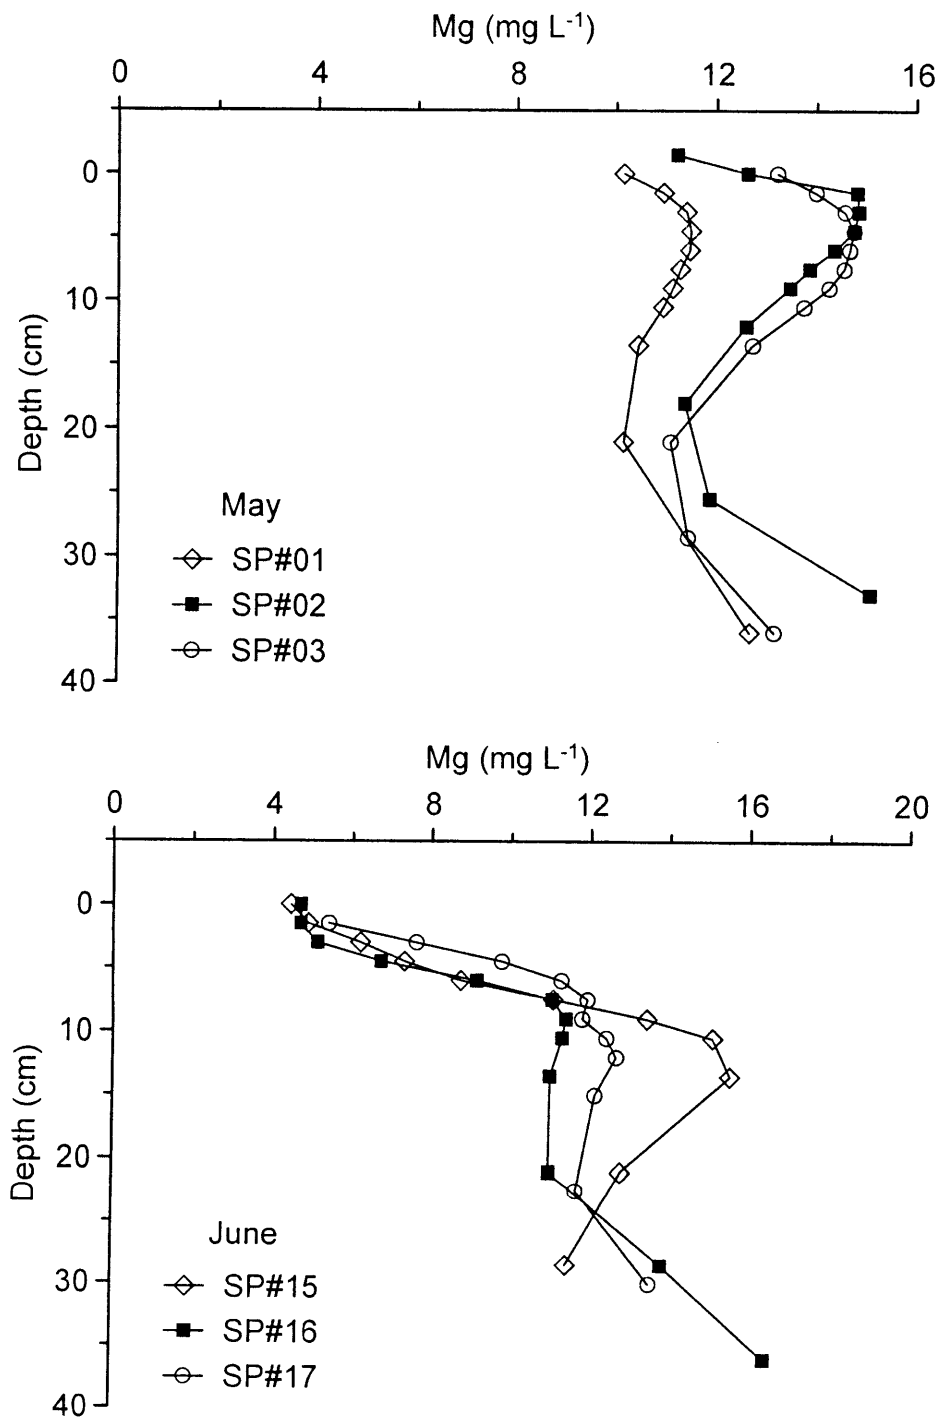 Mg (mg L-1)
0 4 8 12 16
0
10
20
30
40
Depth (cm)
May
SP#01
SP#02
SP#03
Mg (mg L-1)
0 4 8 12 16 20
0
10
20
30
40
Depth (cm)
June
SP#15
SP#16
SP#17